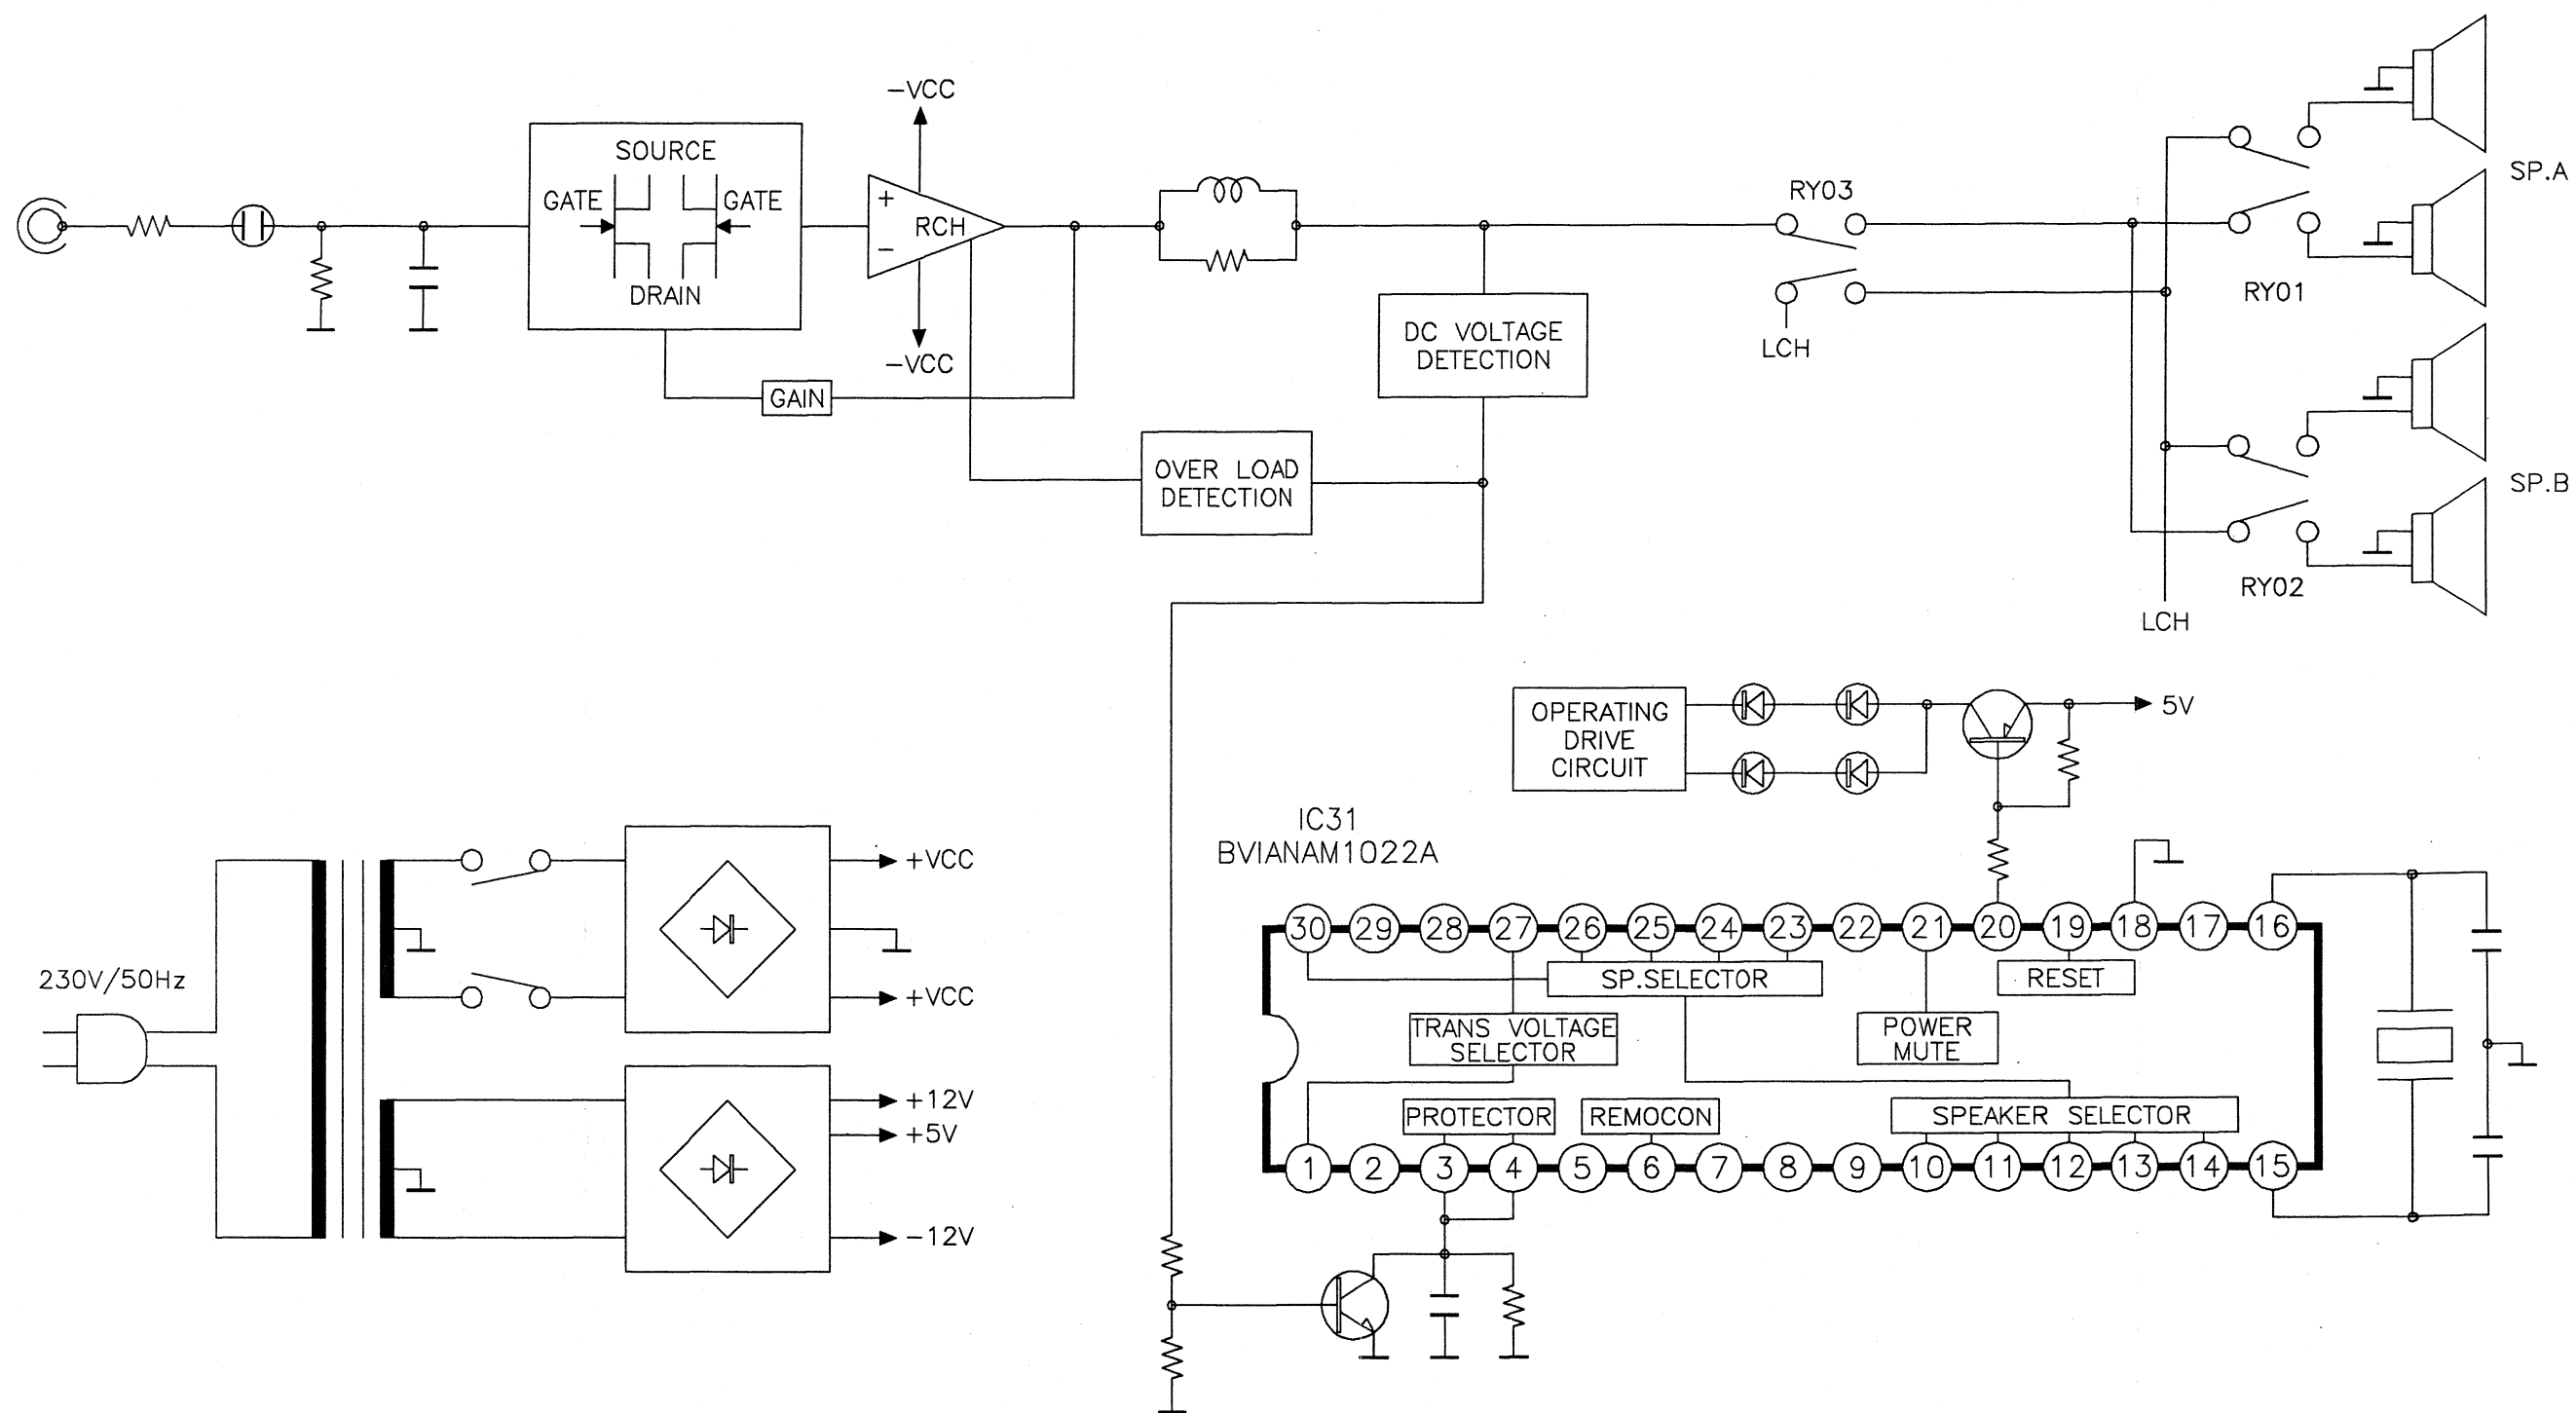 -VCC
SOURCE
GATE
GATE
DRAIN
+
RCH
-
-VCC
GAIN
RY03
LCH
DC VOLTAGE
DETECTION
OVER LOAD
DETECTION
SP.A
RY01
SP.B
RY02
LCH
OPERATING
DRIVE
CIRCUIT
5V
IC31
BVIANAM1022A
230V/50Hz
+VCC
+VCC
+12V
+5V
-12V
30 29 28 27 26 25 24 23 22 21 20 19 18 17 16
SP.SELECTOR
RESET
TRANS VOLTAGE
SELECTOR
POWER
MUTE
PROTECTOR
REMOCON
SPEAKER SELECTOR
1 2 3 4 5 6 7 8 9 10 11 12 13 14 15